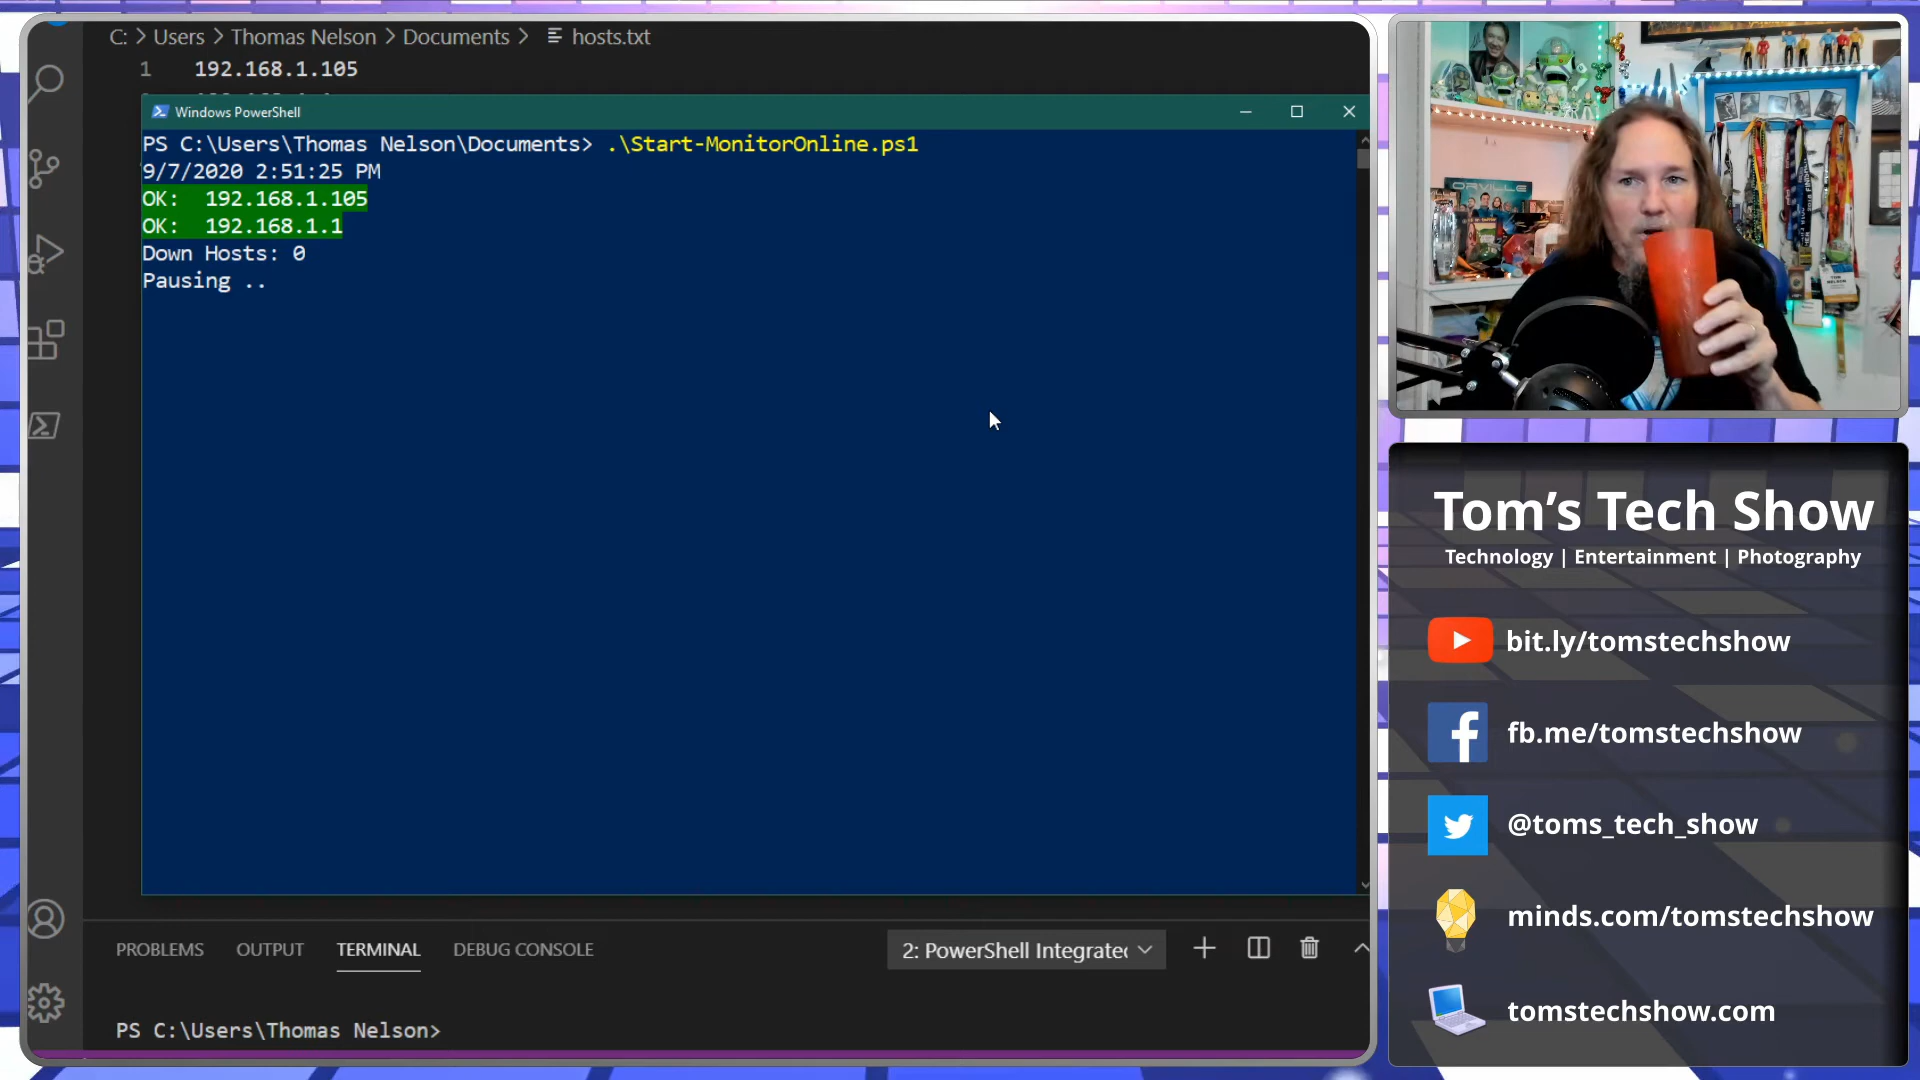 C: > Users > Thomas Nelson > Documents > hosts.txt
1 192.168.1.105
Windows PowerShell
PS C:\Users\Thomas Nelson\Documents> .\Start-MonitorOnline.ps1
9/7/2020 2:51:25 PM
OK: 192.168.1.105
OK: 192.168.1.1
Down Hosts: 0
Pausing ..
PROBLEMS OUTPUT TERMINAL DEBUG CONSOLE 2: PowerShell Integrate
PS C:\Users\Thomas Nelson>
ORVILLE
Tom's Tech Show
Technology | Entertainment | Photography
bit.ly/tomstechshow
fb.me/tomstechshow
@toms_tech_show
minds.com/tomstechshow
tomstechshow.com